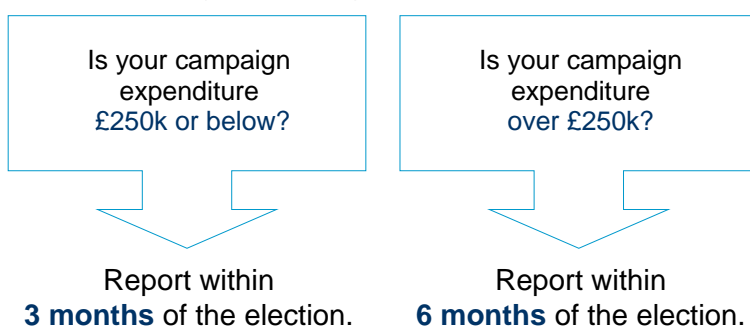 Is your campaign
expenditure
£250k or below?
Report within
3 months of the election.
Is your campaign
expenditure
over £250k?
Report within
6 months of the election.